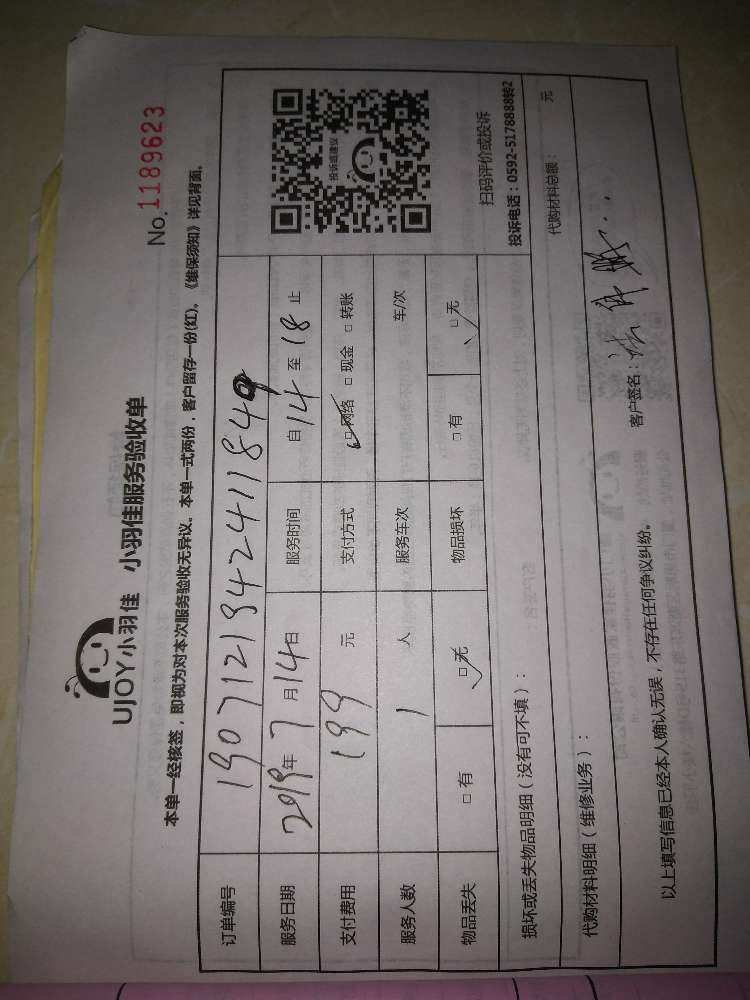 UJOY小羽佳 小羽佳服务验收单
No.1189623
本单一经核签，即视为对本次服务验收无异议。本单一式两份，客户留存一份(红)。《维保须知》详见背面。
订单编号 1907121342411849
服务日期 2019年7月14日 服务时间 自14至18止
支付费用 199元 支付方式 □网络 □现金 □转账
服务人数 1人 服务车次 车/次
物品丢失 □有 □无 物品损坏 □有 □无
投诉或建议
扫码评价或投诉
投诉电话：0592-5178888转2
损坏或丢失物品明细（没有可不填）：
代购材料明细（维修业务）： 代购材料总额： 元
以上填写信息已经本人确认无误，不存在任何争议纠纷。 客户签名：